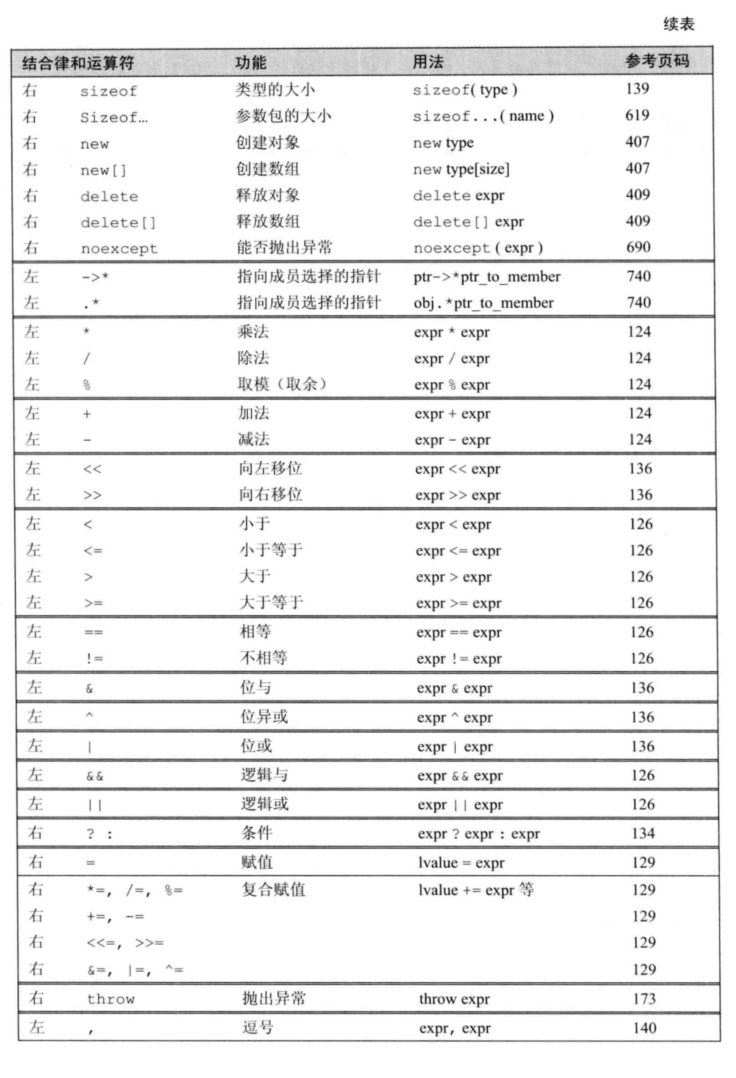 续表
结合律和运算符 功能 用法 参考页码
右 sizeof 类型的大小 sizeof( type ) 139
右 Sizeof… 参数包的大小 sizeof...( name ) 619
右 new 创建对象 new type 407
右 new[] 创建数组 new type[size] 407
右 delete 释放对象 delete expr 409
右 delete[] 释放数组 delete[] expr 409
右 noexcept 能否抛出异常 noexcept ( expr ) 690
左 ->* 指向成员选择的指针 ptr->*ptr_to_member 740
左 .* 指向成员选择的指针 obj.*ptr_to_member 740
左 * 乘法 expr * expr 124
左 / 除法 expr / expr 124
左 % 取模（取余） expr % expr 124
左 + 加法 expr + expr 124
左 - 减法 expr - expr 124
左 << 向左移位 expr << expr 136
左 >> 向右移位 expr >> expr 136
左 < 小于 expr < expr 126
左 <= 小于等于 expr <= expr 126
左 > 大于 expr > expr 126
左 >= 大于等于 expr >= expr 126
左 == 相等 expr == expr 126
左 != 不相等 expr != expr 126
左 & 位与 expr & expr 136
左 ^ 位异或 expr ^ expr 136
左 | 位或 expr | expr 136
左 && 逻辑与 expr && expr 126
左 || 逻辑或 expr || expr 126
右 ? : 条件 expr ? expr : expr 134
右 = 赋值 lvalue = expr 129
右 *=, /=, %= 复合赋值 lvalue += expr 等 129
右 +=, -= 129
右 <<=, >>= 129
右 &=, |=, ^= 129
右 throw 抛出异常 throw expr 173
左 , 逗号 expr, expr 140